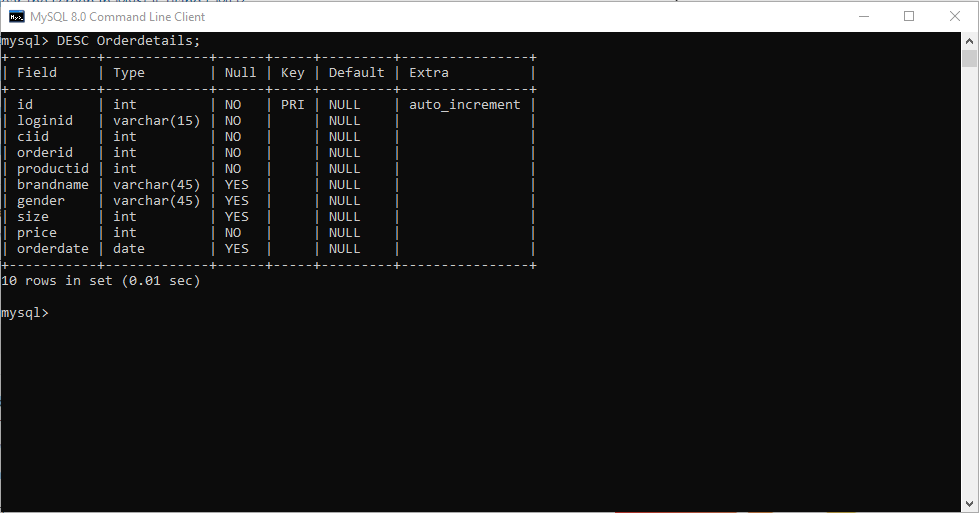 MySQL 8.0 Command Line Client
mysql> DESC Orderdetails;
+-----------+-------------+------+-----+---------+----------------+
| Field     | Type        | Null | Key | Default | Extra          |
+-----------+-------------+------+-----+---------+----------------+
| id        | int         | NO   | PRI | NULL    | auto_increment |
| loginid   | varchar(15) | NO   |     | NULL    |                |
| ciid      | int         | NO   |     | NULL    |                |
| orderid   | int         | NO   |     | NULL    |                |
| productid | int         | NO   |     | NULL    |                |
| brandname | varchar(45) | YES  |     | NULL    |                |
| gender    | varchar(45) | YES  |     | NULL    |                |
| size      | int         | YES  |     | NULL    |                |
| price     | int         | NO   |     | NULL    |                |
| orderdate | date        | YES  |     | NULL    |                |
+-----------+-------------+------+-----+---------+----------------+
10 rows in set (0.01 sec)
mysql>